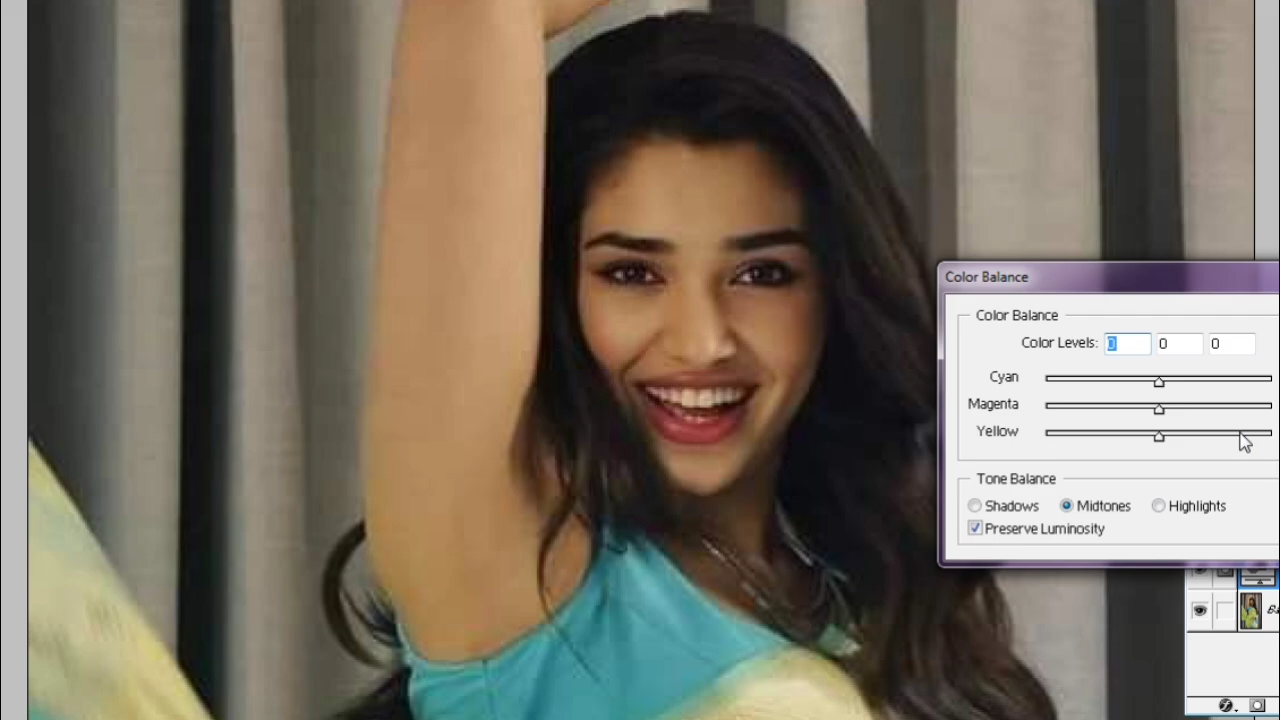 Color Balance
Color Balance
Color Levels: 0 0 0
Cyan
Magenta
Yellow
Tone Balance
Shadows Midtones Highlights
Preserve Luminosity